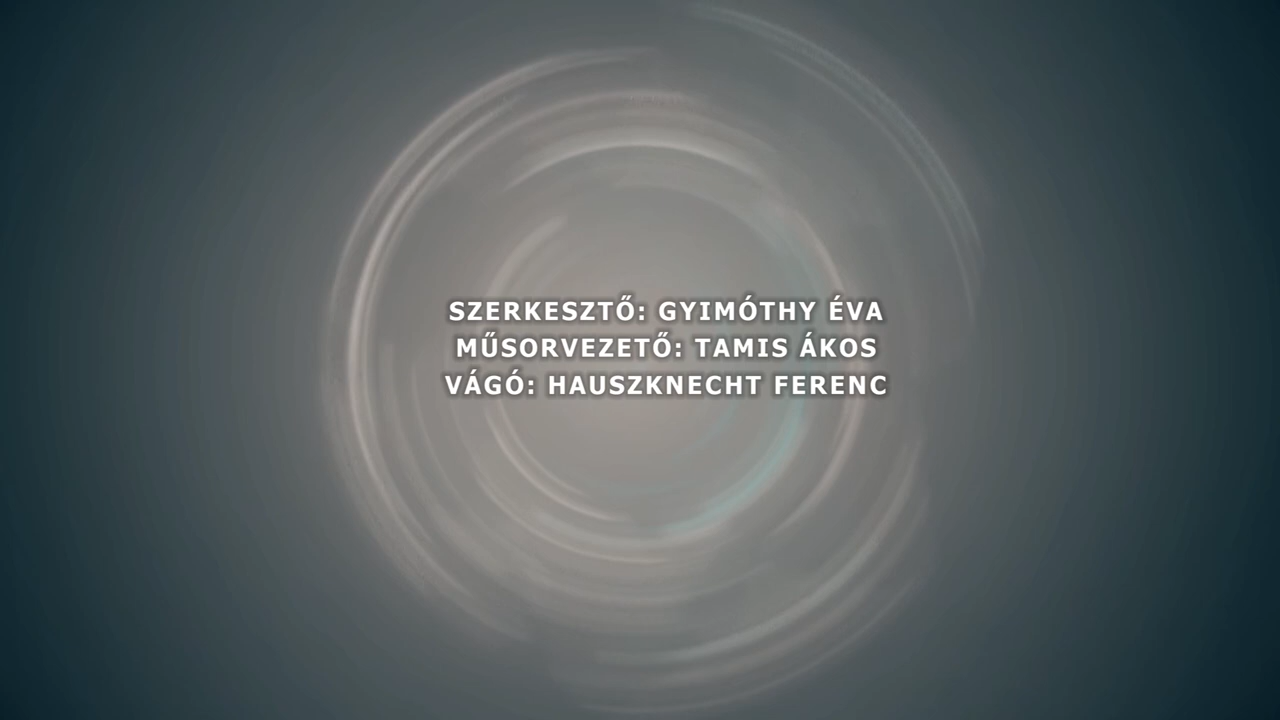 SZERKESZTŐ: GYIMÓTHY ÉVA
MŰSORVEZETŐ: TAMIS ÁKOS
VÁGÓ: HAUSZKNECHT FERENC